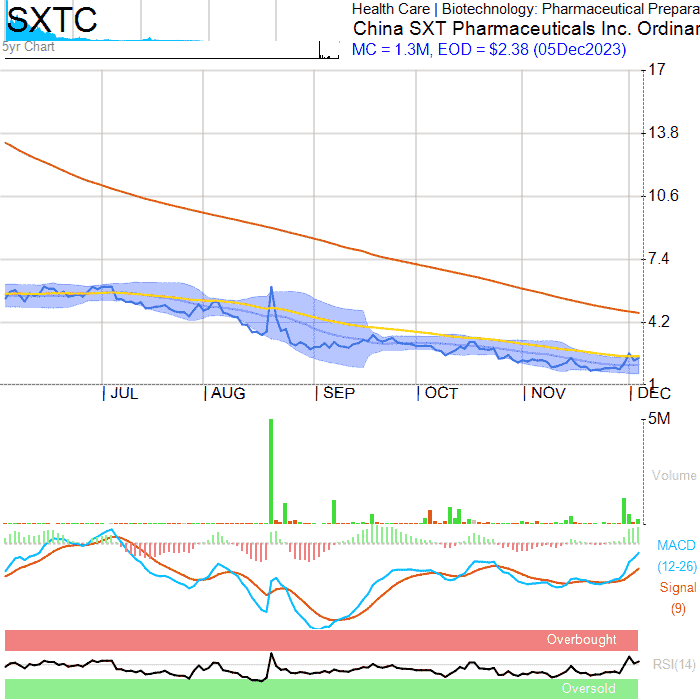 SXTC
Health Care | Biotechnology: Pharmaceutical Prepara
China SXT Pharmaceuticals Inc. Ordinar
5yr Chart
MC = 1.3M, EOD = $2.38 (05Dec2023)
17
13.8
10.6
7.4
4.2
1
JUL AUG SEP OCT NOV DEC
5M
Volume
MACD
(12-26)
Signal
(9)
Overbought
RSI(14)
Oversold